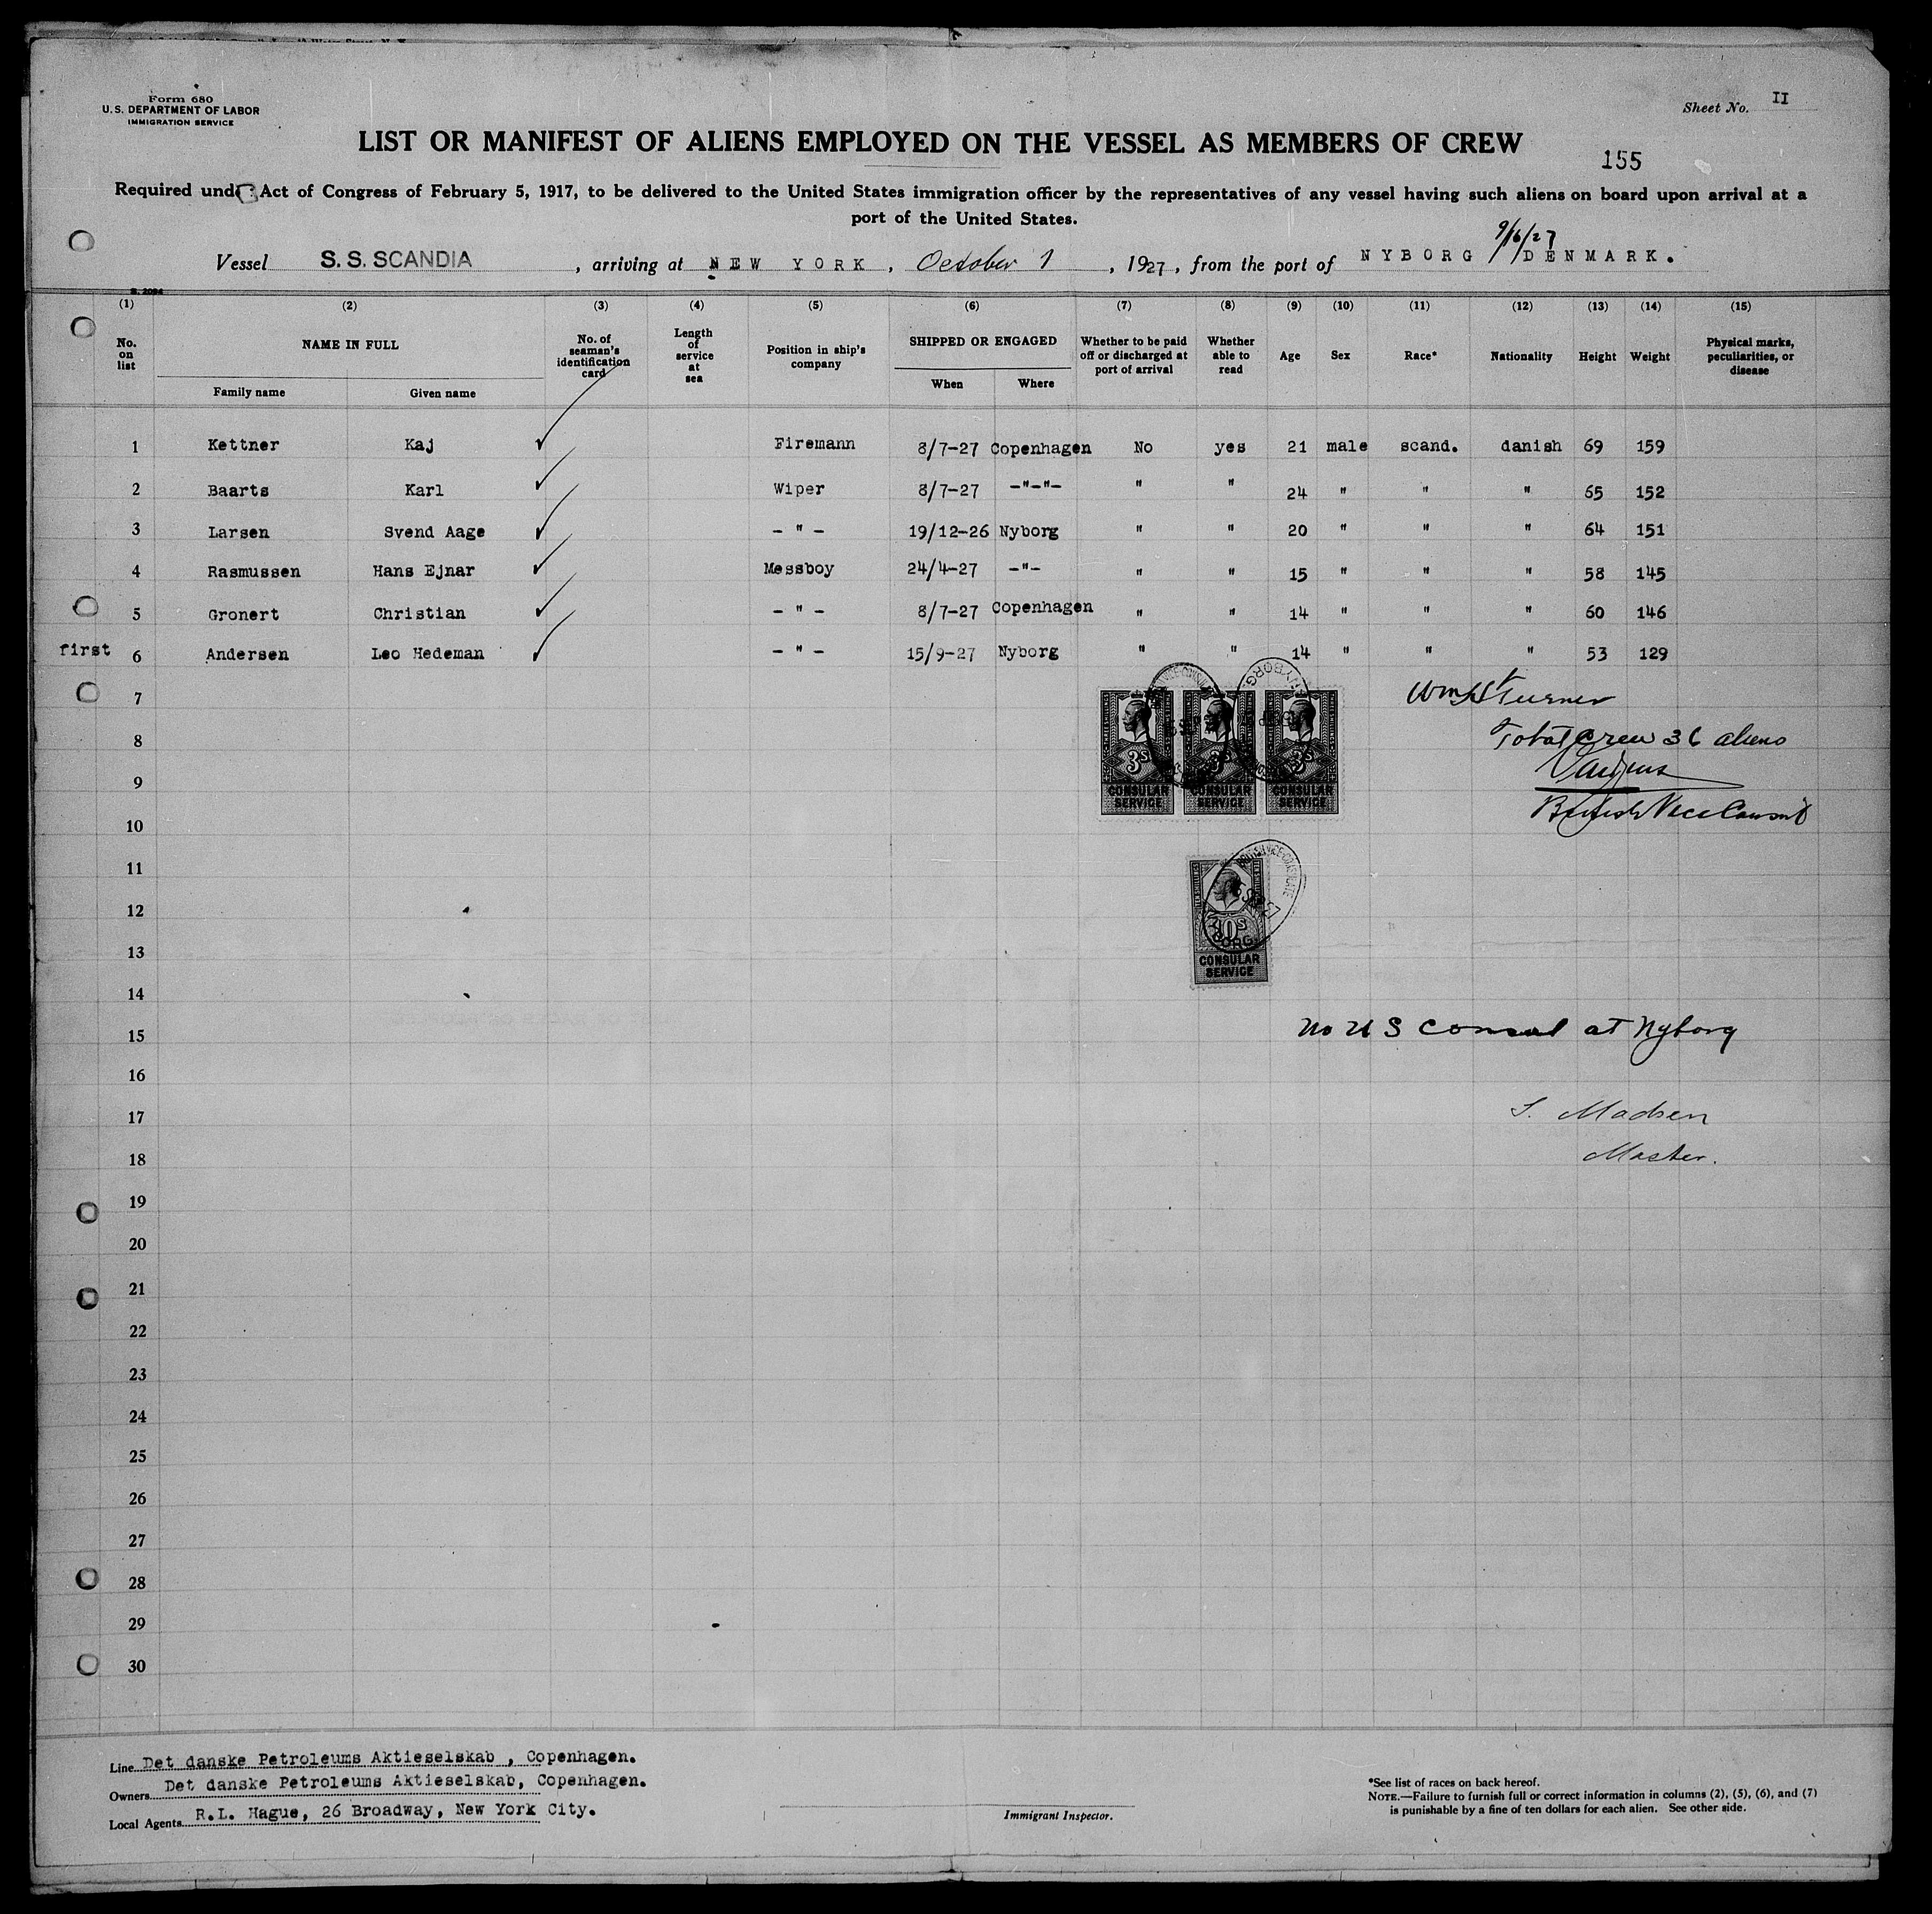 Form 680
U. S. DEPARTMENT OF LABOR
IMMIGRATION SERVICE
Sheet No. II
LIST OR MANIFEST OF ALIENS EMPLOYED ON THE VESSEL AS MEMBERS OF CREW
155
Required under Act of Congress of February 5, 1917, to be delivered to the United States immigration officer by the representatives of any vessel having such aliens on board upon arrival at a
port of the United States.
9/16/27
Vessel S. S. SCANDIA , arriving at NEW YORK , October 1 , 1927 , from the port of NYBORG DENMARK.
(1) (2) (3) (4) (5) (6) (7) (8) (9) (10) (11) (12) (13) (14) (15)
No. on list NAME IN FULL Family name Given name No. of seaman's identification card Length of service at sea Position in ship's company SHIPPED OR ENGAGED When Where Whether to be paid off or discharged at port of arrival Whether able to read Age Sex Race* Nationality Height Weight Physical marks, peculiarities, or disease
1 Kettner Kaj Firemann 8/7-27 Copenhagen No yes 21 male scand. danish 69 159
2 Baarts Karl Wiper 8/7-27 -"-"- " " 24 " " " 65 152
3 Larsen Svend Aage - " - 19/12-26 Nyborg " " 20 " " " 64 151
4 Rasmussen Hans Ejnar Messboy 24/4-27 -"- " " 15 " " " 58 145
5 Gronert Christian - " - 8/7-27 Copenhagen " " 14 " " " 60 146
first 6 Andersen Leo Hedeman - " - 15/9-27 Nyborg " " 14 " " " 53 129
7 Turner
8 Total Crew 36 aliens
9
3S 3S 3S
CONSULAR SERVICE CONSULAR SERVICE CONSULAR SERVICE
British Vice Consul
10
11
12
10S
13
CONSULAR SERVICE
14
15 No U S Consul at Nyborg
16
17 S. Madsen
18 Master.
19
20
21
22
23
24
25
26
27
28
29
30
Line Det danske Petroleums Aktieselskab , Copenhagen.
Owners Det danske Petroleums Aktieselskab, Copenhagen.
Local Agents R.L. Hague, 26 Broadway, New York City.
Immigrant Inspector.
*See list of races on back hereof.
NOTE.—Failure to furnish full or correct information in columns (2), (5), (6), and (7)
is punishable by a fine of ten dollars for each alien. See other side.